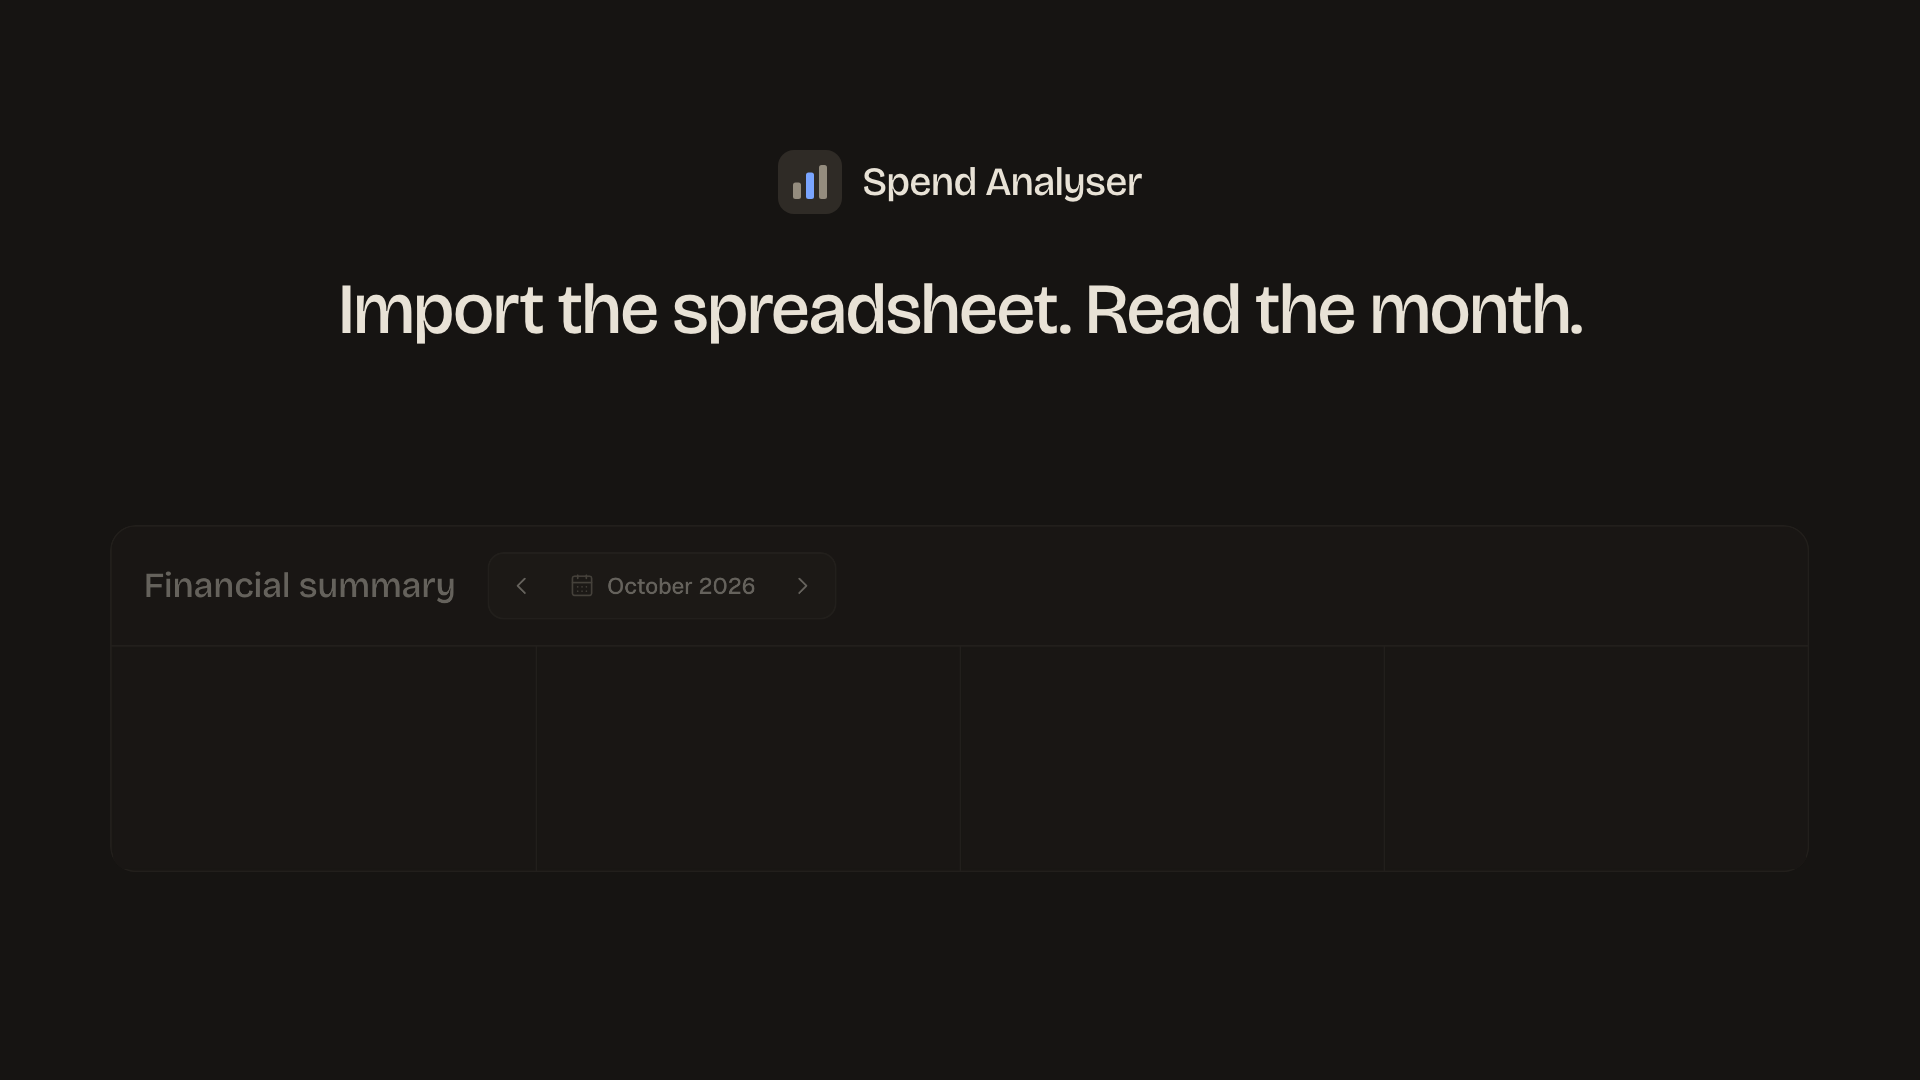 Spend Analyser
Import the spreadsheet. Read the month.
Financial summary
October 2026